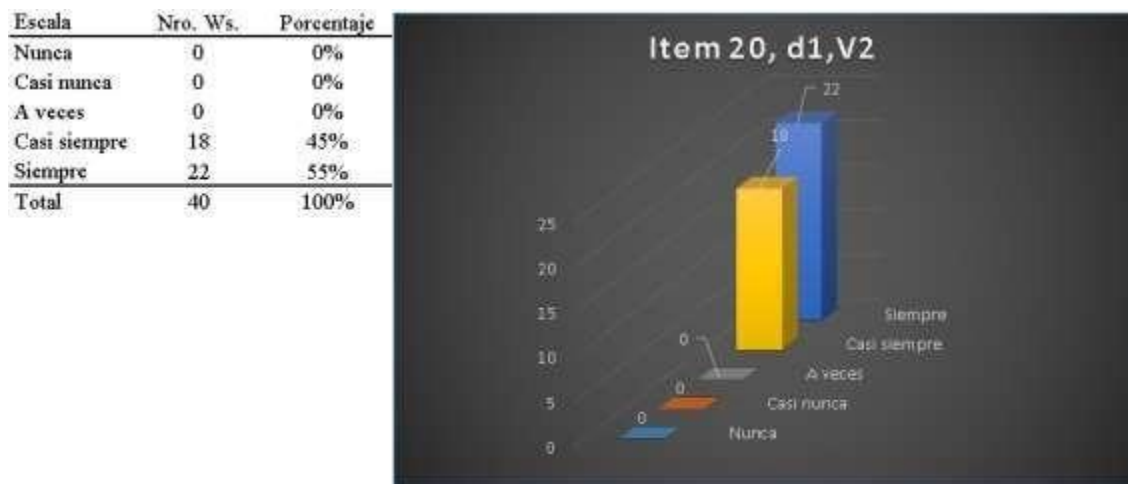 Escala Nro. Ws. Porcentaje
Nunca 0 0%
Casi nunca 0 0%
A veces 0 0%
Casi siempre 18 45%
Siempre 22 55%
Total 40 100%
Item 20, d1,V2
22
18
25
20
15
10
5
0
0
0
0
Siempre
Casi siempre
A veces
Casi nunca
Nunca